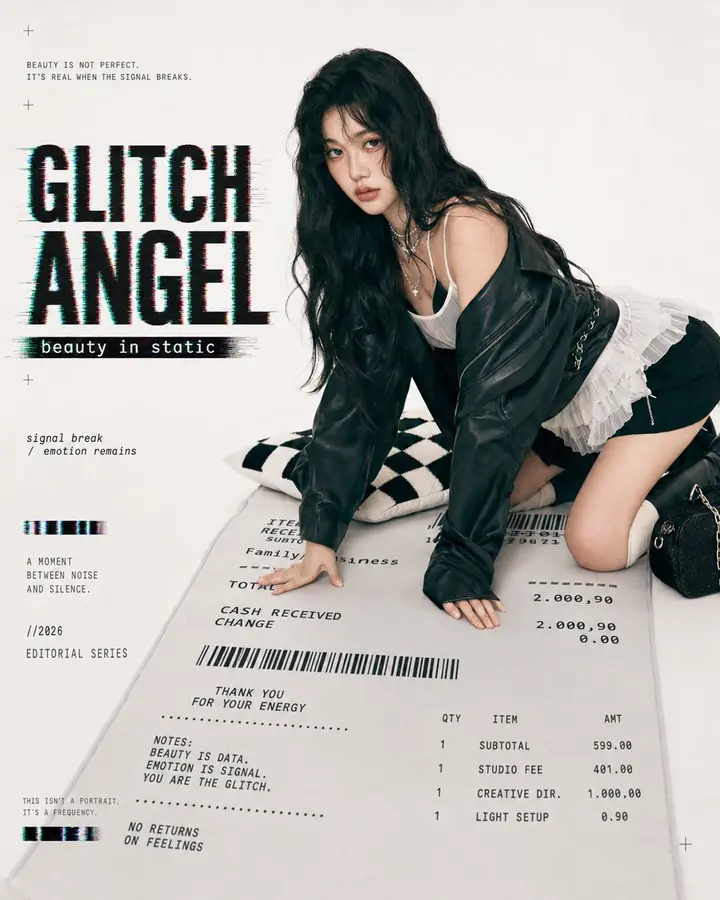 BEAUTY IS NOT PERFECT.
IT'S REAL WHEN THE SIGNAL BREAKS.
GLITCH
ANGEL
beauty in static
signal break
/ emotion remains
A MOMENT
BETWEEN NOISE
AND SILENCE.
//2026
EDITORIAL SERIES
THIS ISN'T A PORTRAIT.
IT'S A FREQUENCY.
TOTAL
2.000,90
CASH RECEIVED 2.000,90
CHANGE 0.00
THANK YOU
FOR YOUR ENERGY
NOTES:
BEAUTY IS DATA.
EMOTION IS SIGNAL.
YOU ARE THE GLITCH.
NO RETURNS
ON FEELINGS
QTY ITEM AMT
1 SUBTOTAL 599.00
1 STUDIO FEE 401.00
1 CREATIVE DIR. 1.000,00
1 LIGHT SETUP 0.90